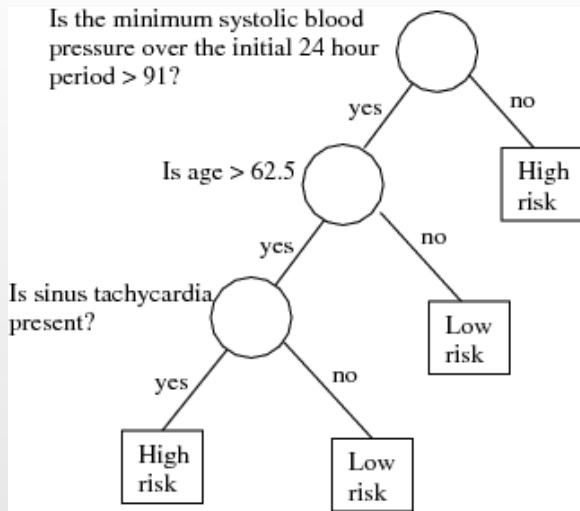 Is the minimum systolic blood
pressure over the initial 24 hour
period > 91?
yes
no
Is age > 62.5
High
risk
yes
no
Is sinus tachycardia
present?
Low
risk
yes
no
High
risk
Low
risk